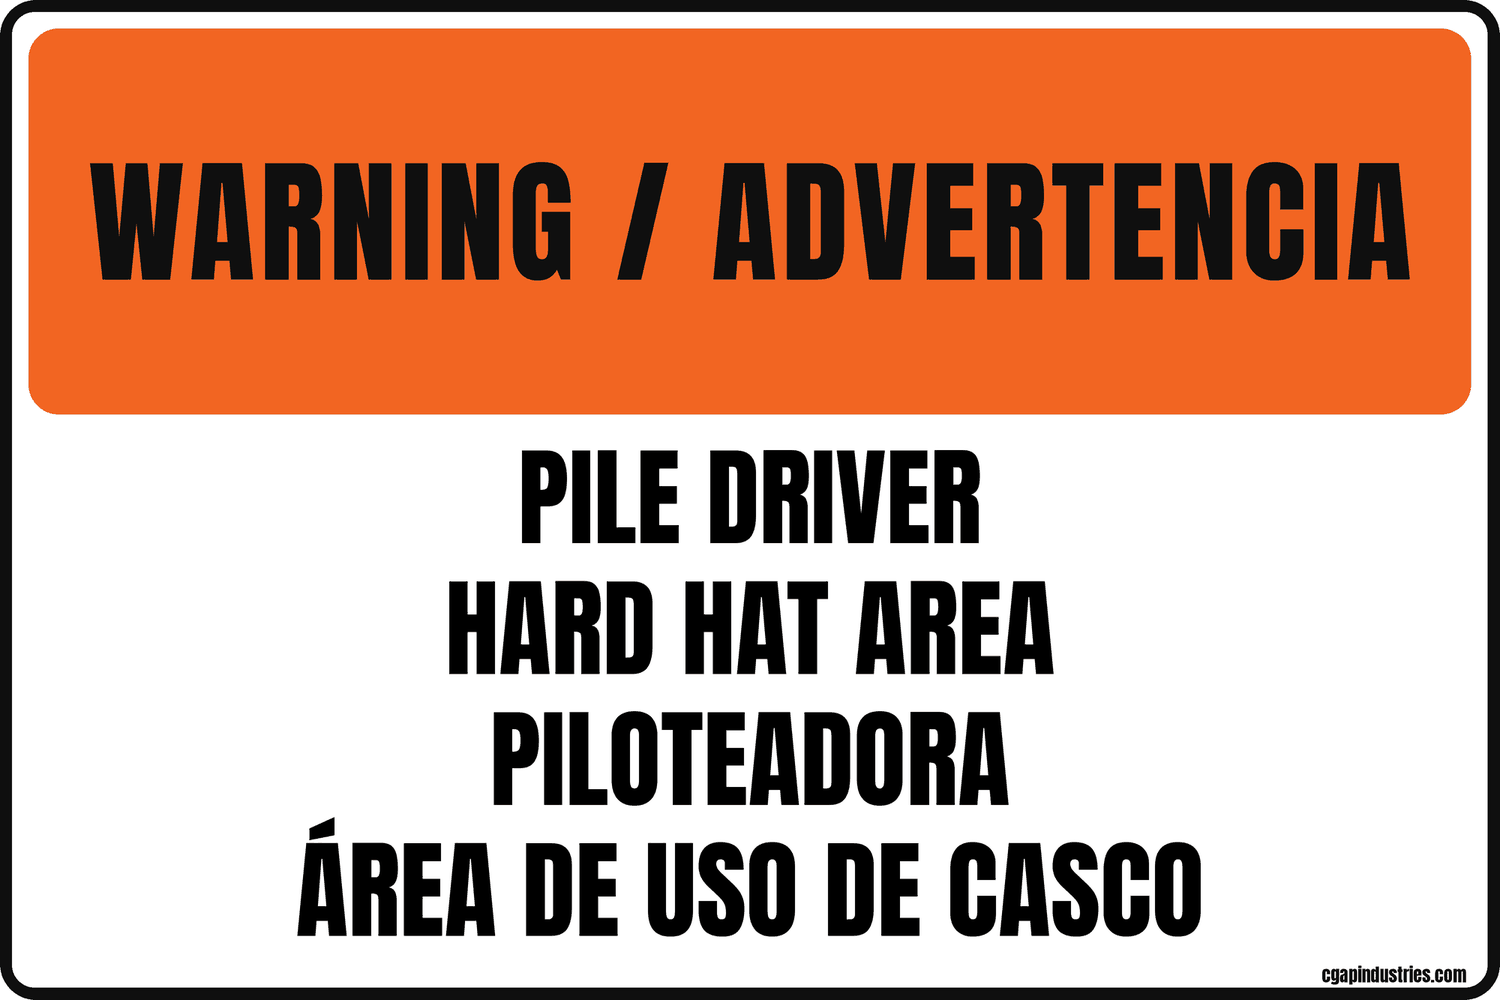 WARNING / ADVERTENCIA
PILE DRIVER
HARD HAT AREA
PILOTEADORA
ÁREA DE USO DE CASCO
cgapindustries.com